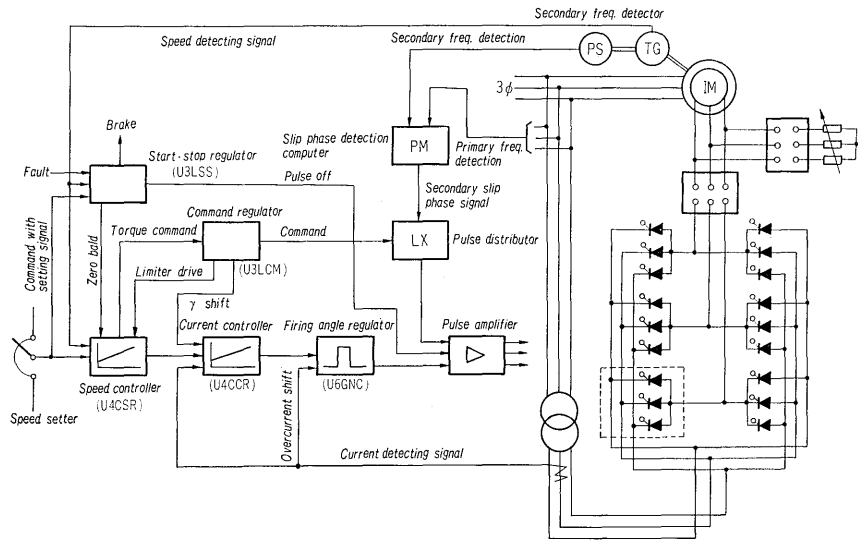 Secondary freq. detector
Speed detecting signal
Secondary freq. detection
PS
TG
3ϕ
IM
Brake
Slip phase detection
computer
PM
Primary freq.
detection
Start-stop regulator
(U3LSS)
Fault
Pulse off
Secondary slip
phase signal
Command with
setting signal
Zero bald
Torque command
Command regulator
Command
LX
Pulse distributor
Limiter drive
(U3LCM)
γ shift
Current controller
Firing angle regulator
Pulse amplifier
Speed controller
(U4CSR)
(U4CCR)
(U6GNC)
Speed setter
Overcurrent shift
Current detecting signal